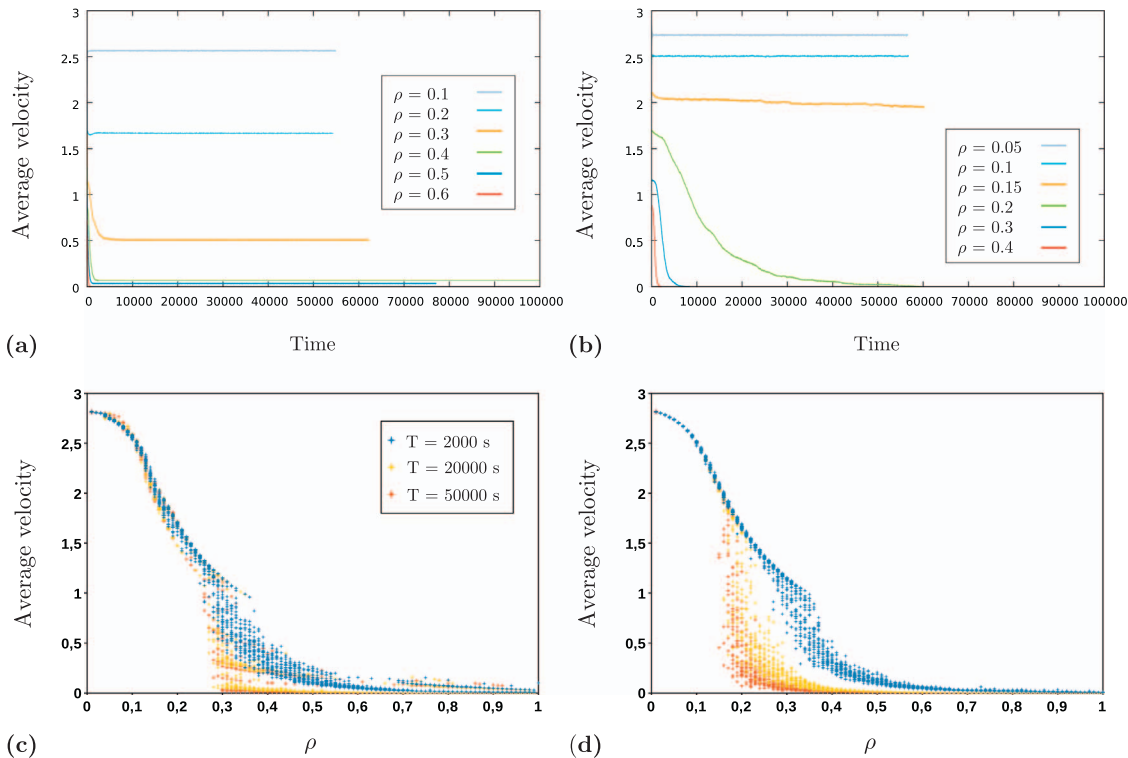 3
2.5
2
1.5
1
0.5
0
Average velocity
0 10000 20000 30000 40000 50000 60000 70000 80000 90000 100000
ρ = 0.1
ρ = 0.2
ρ = 0.3
ρ = 0.4
ρ = 0.5
ρ = 0.6
(a)
Time
3
2.5
2
1.5
1
0.5
0
Average velocity
0 10000 20000 30000 40000 50000 60000 70000 80000 90000 100000
ρ = 0.05
ρ = 0.1
ρ = 0.15
ρ = 0.2
ρ = 0.3
ρ = 0.4
(b)
Time
3
2,5
2
1,5
1
0,5
0
Average velocity
0 0,1 0,2 0,3 0,4 0,5 0,6 0,7 0,8 0,9 1
T = 2000 s
T = 20000 s
T = 50000 s
(c)
ρ
3
2,5
2
1,5
1
0,5
0
Average velocity
0 0,1 0,2 0,3 0,4 0,5 0,6 0,7 0,8 0,9 1
(d)
ρ